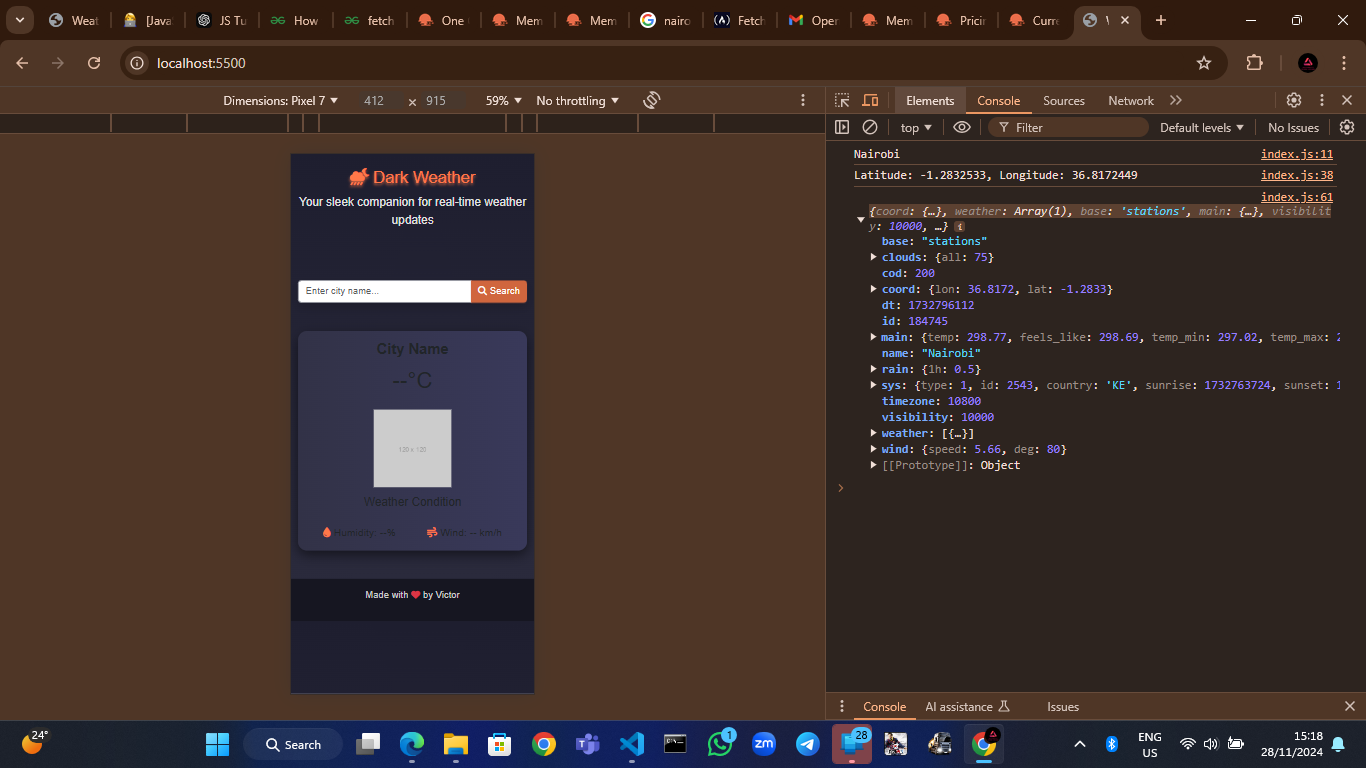 Weat
[Java
JS Tu
How
fetch
One
Mem
Mem
nairo
Fetch
Oper
Mem
Pricin
Curre
localhost:5500
Dimensions: Pixel 7 412 × 915 59% No throttling
Elements Console Sources Network
top Filter Default levels No Issues
Dark Weather
Your sleek companion for real-time weather
updates
Enter city name... Search
City Name
--°C
120 x 120
Weather Condition
Humidity: --% Wind: -- km/h
Made with ❤ by Victor
Nairobi index.js:11
Latitude: -1.2832533, Longitude: 36.8172449 index.js:38
index.js:61
{coord: {…}, weather: Array(1), base: 'stations', main: {…}, visibilit
y: 10000, …} i
base: "stations"
clouds: {all: 75}
cod: 200
coord: {lon: 36.8172, lat: -1.2833}
dt: 1732796112
id: 184745
main: {temp: 298.77, feels_like: 298.69, temp_min: 297.02, temp_max: 2
name: "Nairobi"
rain: {1h: 0.5}
sys: {type: 1, id: 2543, country: 'KE', sunrise: 1732763724, sunset: 1
timezone: 10800
visibility: 10000
weather: [{…}]
wind: {speed: 5.66, deg: 80}
[[Prototype]]: Object
Console AI assistance Issues
24°
Search
1
zm
28
ENG
US
15:18
28/11/2024